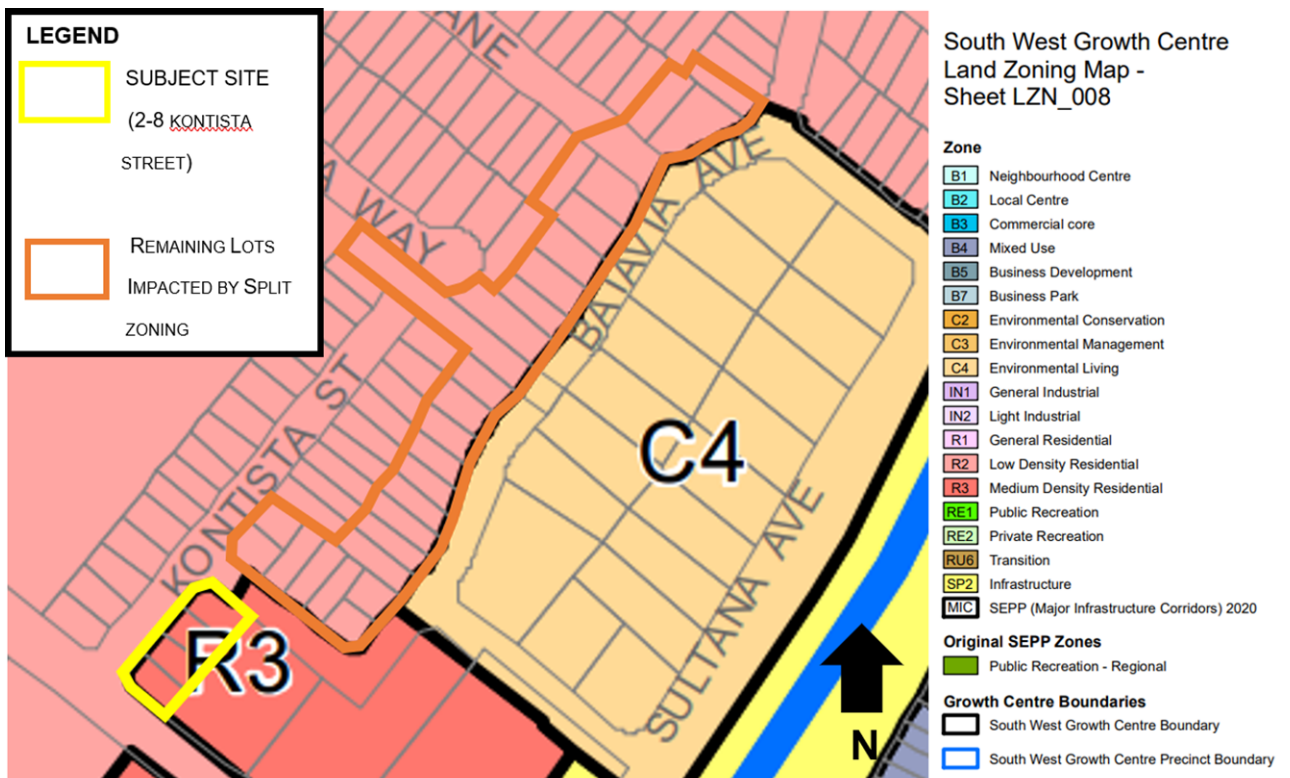 LEGEND
SUBJECT SITE
(2-8 KONTISTA
STREET)
REMAINING LOTS
IMPACTED BY SPLIT
ZONING
ANE
A WAY
BATAVIA AVE
KONTISTA ST
C4
SULTANA AVE
R3
N
South West Growth Centre
Land Zoning Map -
Sheet LZN_008
Zone
B1 Neighbourhood Centre
B2 Local Centre
B3 Commercial core
B4 Mixed Use
B5 Business Development
B7 Business Park
C2 Environmental Conservation
C3 Environmental Management
C4 Environmental Living
IN1 General Industrial
IN2 Light Industrial
R1 General Residential
R2 Low Density Residential
R3 Medium Density Residential
RE1 Public Recreation
RE2 Private Recreation
RU6 Transition
SP2 Infrastructure
MIC SEPP (Major Infrastructure Corridors) 2020
Original SEPP Zones
Public Recreation - Regional
Growth Centre Boundaries
South West Growth Centre Boundary
South West Growth Centre Precinct Boundary